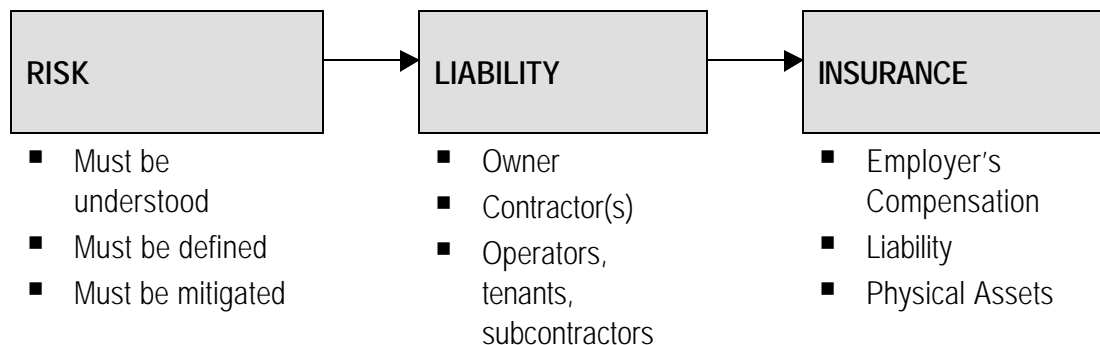 RISK
■ Must be
understood
■ Must be defined
■ Must be mitigated
LIABILITY
■ Owner
■ Contractor(s)
■ Operators,
tenants,
subcontractors
INSURANCE
■ Employer's
Compensation
■ Liability
■ Physical Assets